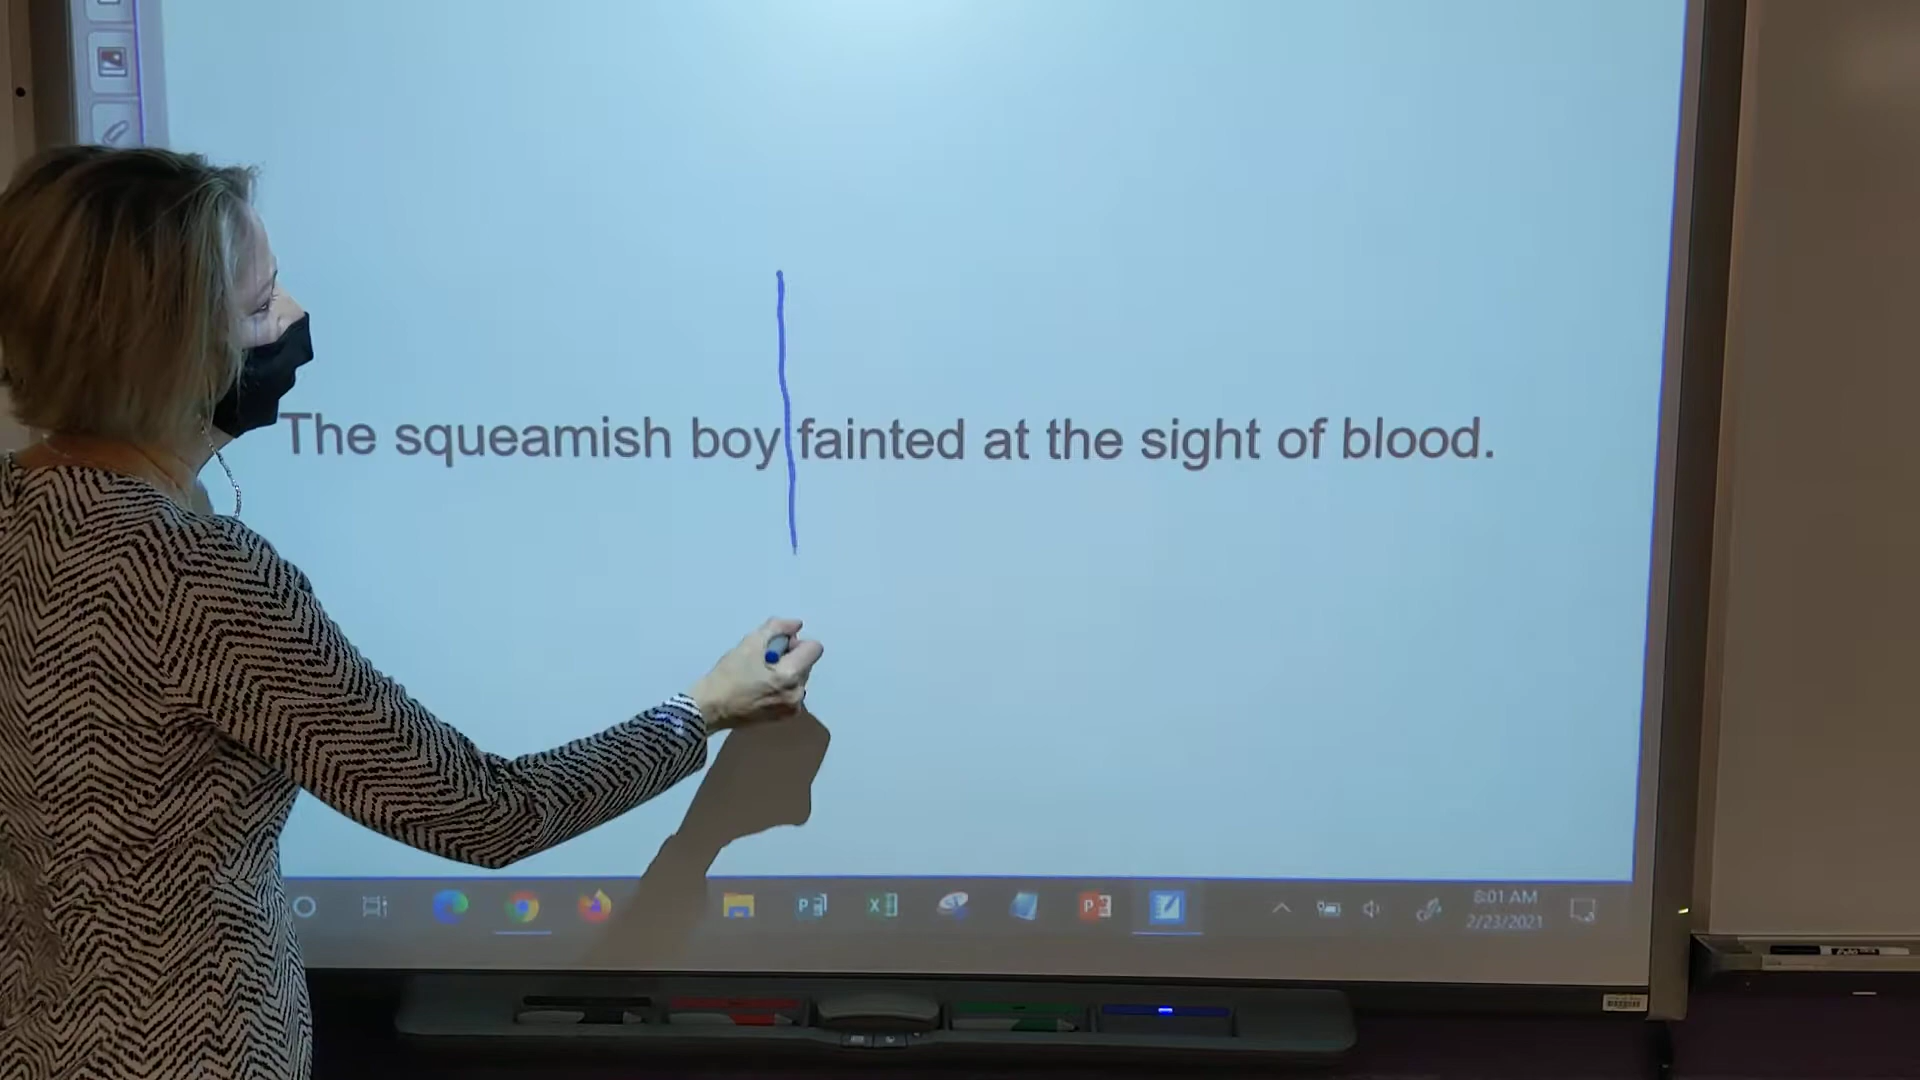 The squeamish boy fainted at the sight of blood.
8:01 AM
2/23/2021